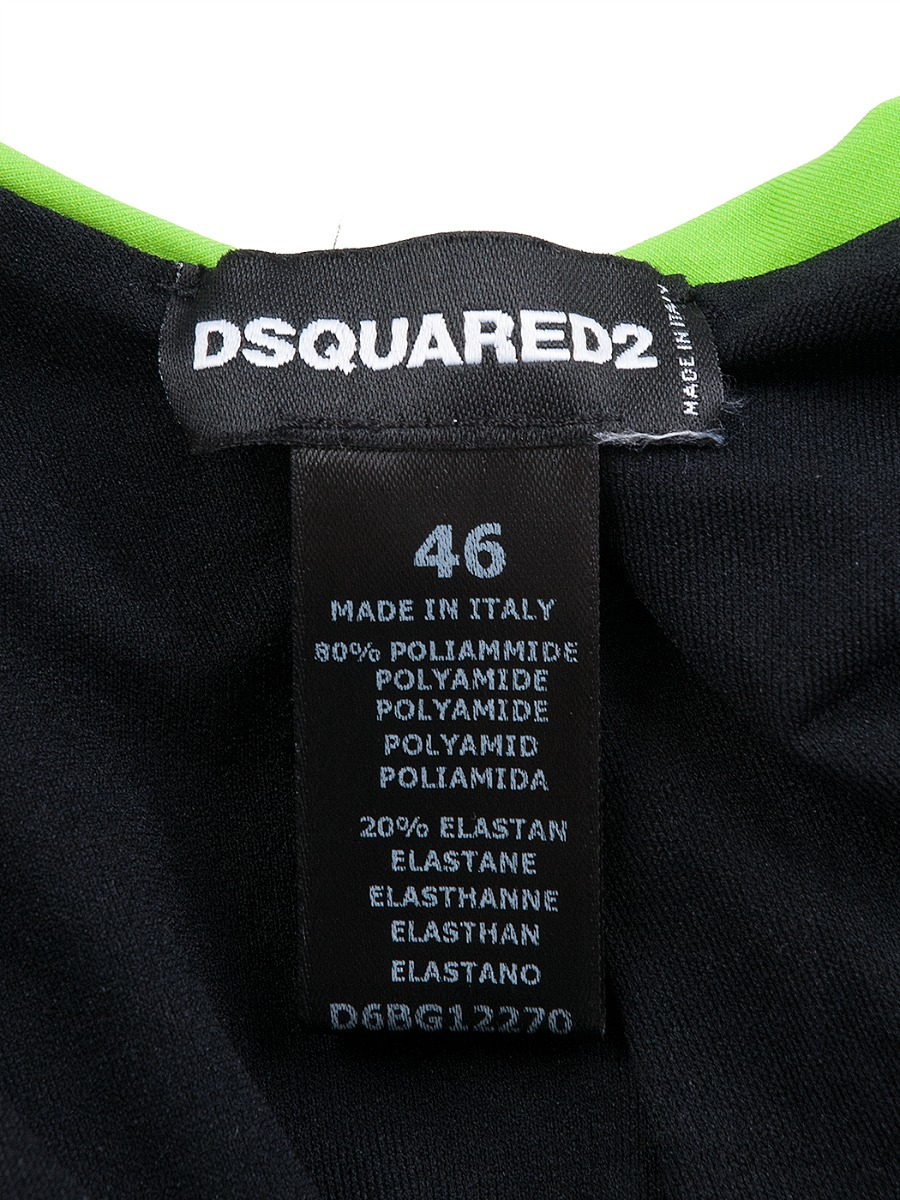 DSQUARED2
MADE IN ITALY
46
MADE IN ITALY
80% POLIAMMIDE
POLYAMIDE
POLYAMIDE
POLYAMID
POLIAMIDA
20% ELASTAN
ELASTANE
ELASTHANNE
ELASTHAN
ELASTANO
D6BG12270